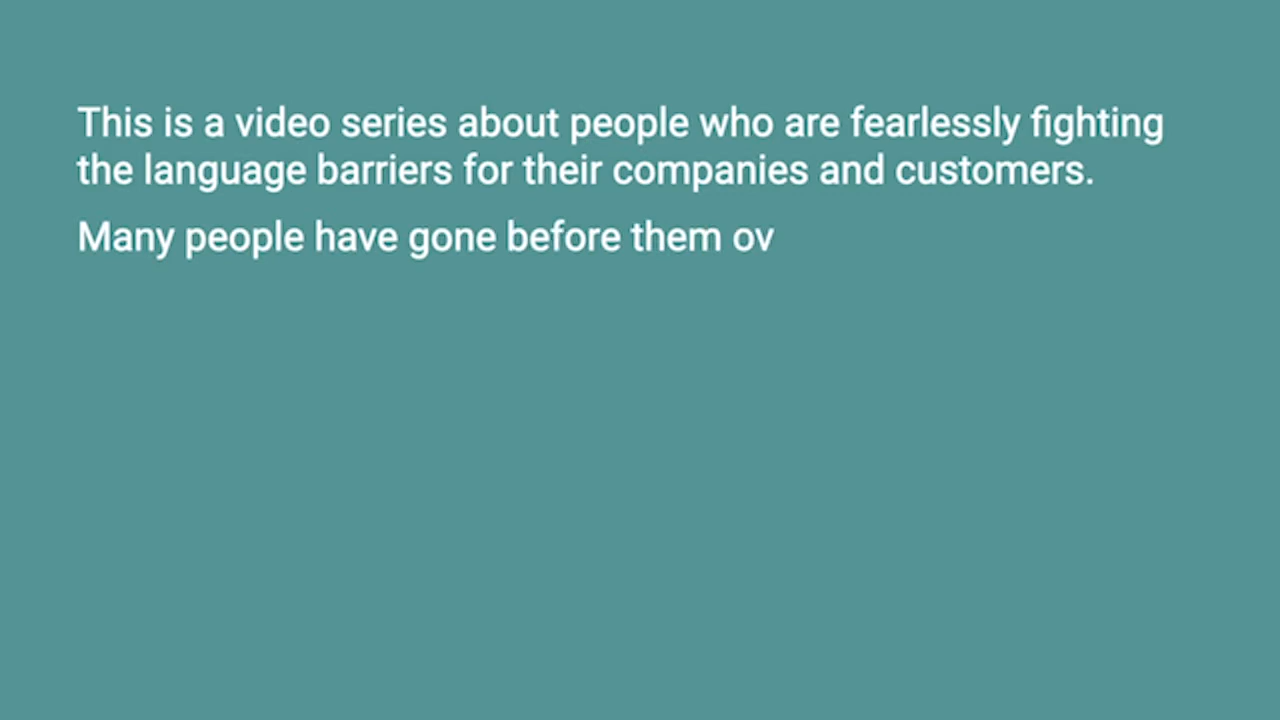 This is a video series about people who are fearlessly fighting
the language barriers for their companies and customers.
Many people have gone before them ov